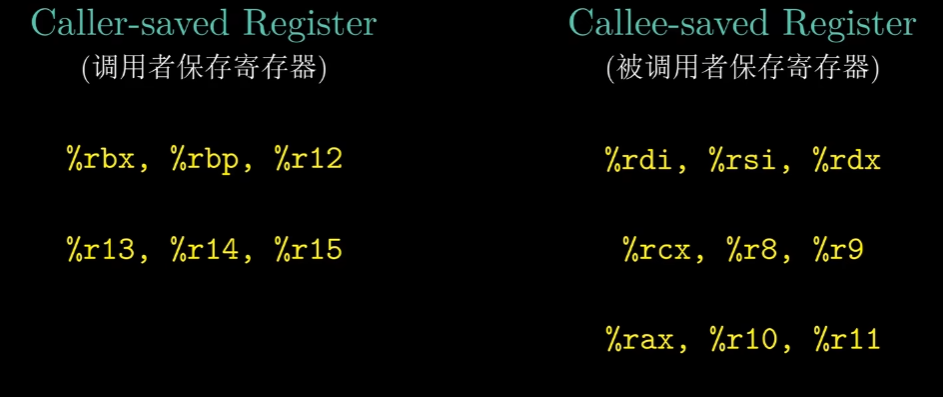 Caller-saved Register
(调用者保存寄存器)
%rbx, %rbp, %r12
%r13, %r14, %r15
Callee-saved Register
(被调用者保存寄存器)
%rdi, %rsi, %rdx
%rcx, %r8, %r9
%rax, %r10, %r11